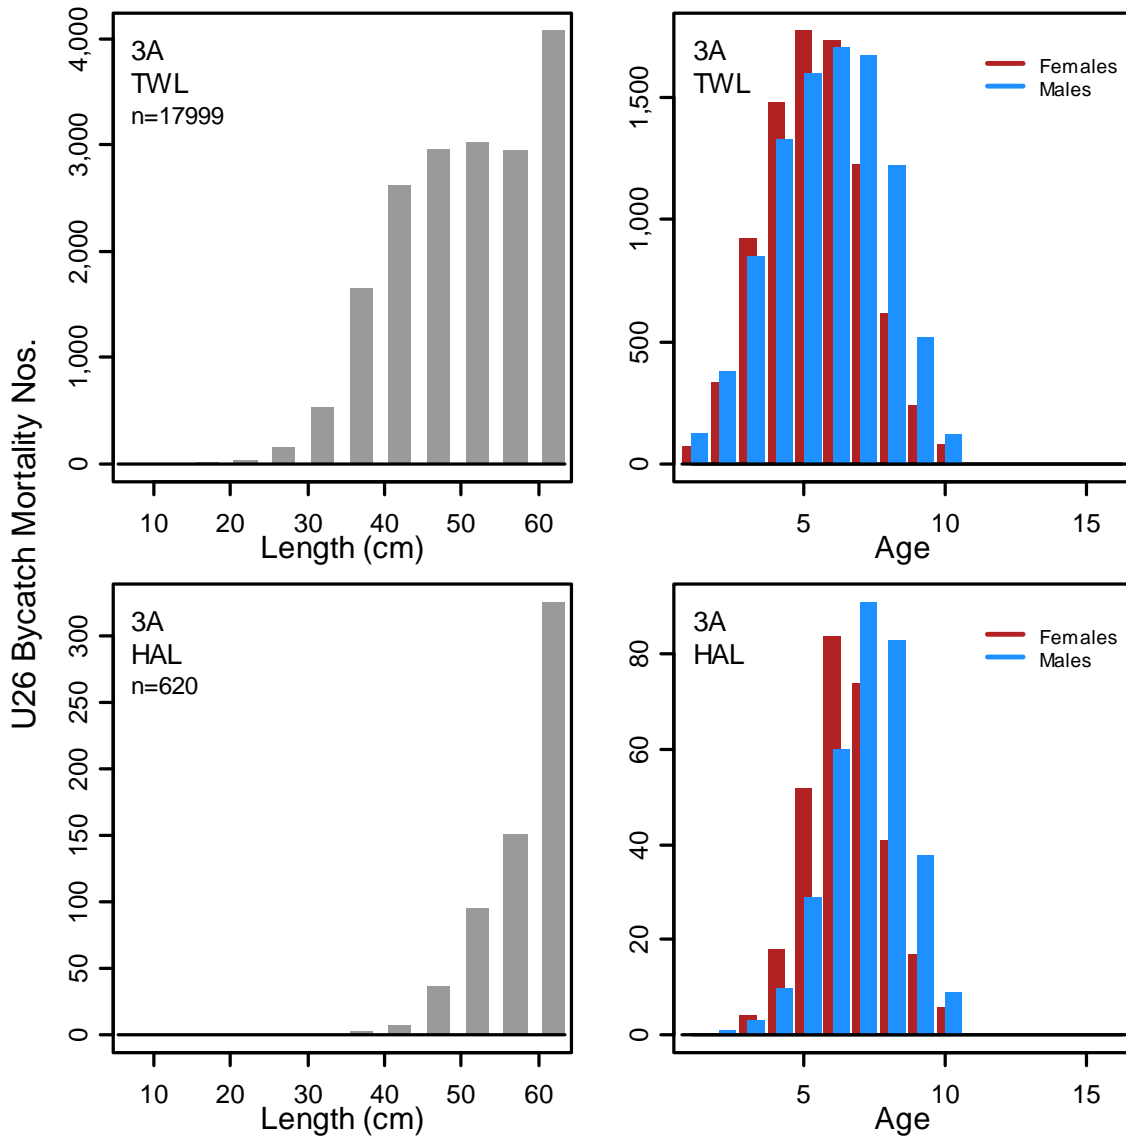 U26 Bycatch Mortality Nos.
3A
TWL
n=17999
4,000
3,000
2,000
1,000
0
10 20 30 40 50 60
Length (cm)
3A
TWL
Females
Males
1,500
1,000
500
0
5 10 15
Age
3A
HAL
n=620
300
250
200
150
100
50
0
10 20 30 40 50 60
Length (cm)
3A
HAL
Females
Males
80
60
40
20
0
5 10 15
Age